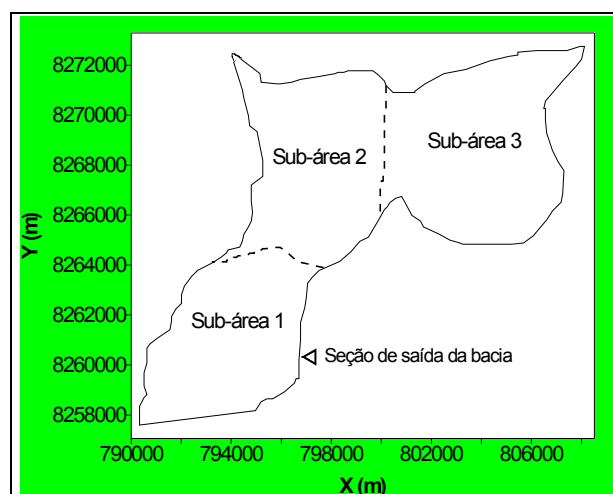 8272000
8270000
8268000
8266000
8264000
8262000
8260000
8258000
Y (m)
Sub-área 2
Sub-área 3
Sub-área 1
Seção de saída da bacia
790000 794000 798000 802000 806000
X (m)